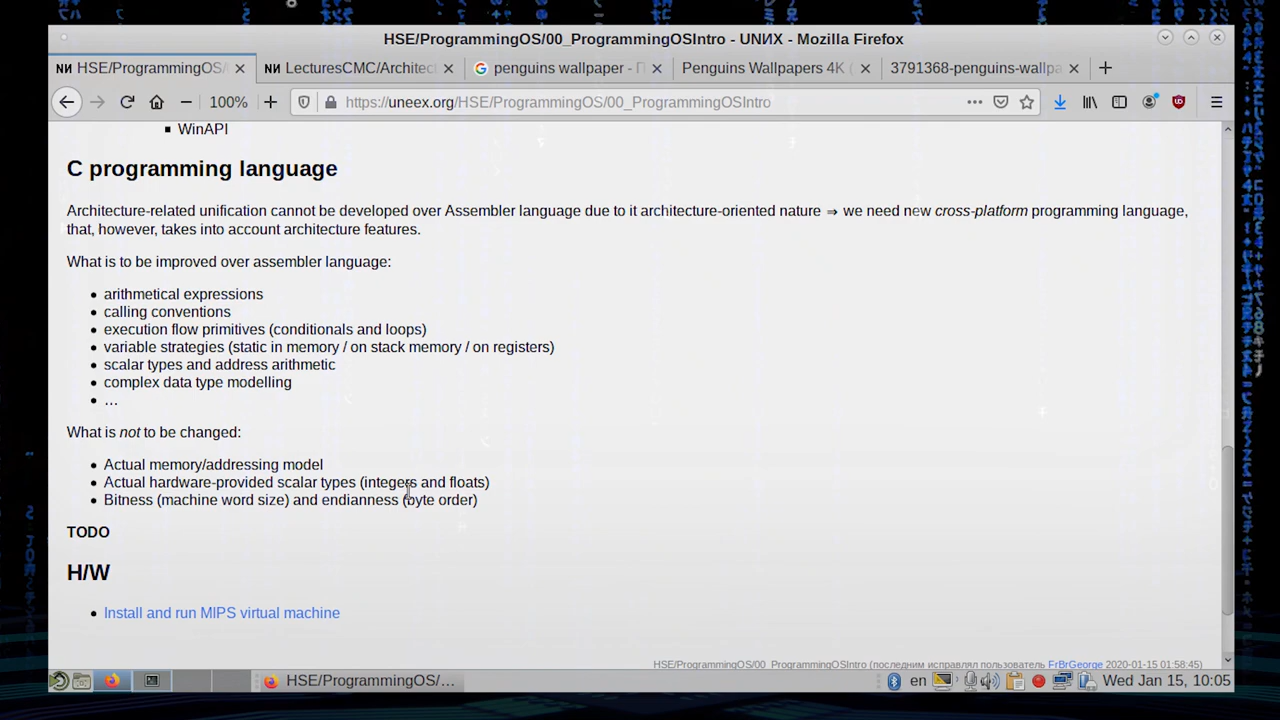 HSE/ProgrammingOS/00_ProgrammingOSIntro - UNИX - Mozilla Firefox
NИ HSE/ProgrammingOS/
NИ LecturesCMC/Architect
penguins wallpaper - П
Penguins Wallpapers 4K (
3791368-penguins-wallpa
100%
https://uneex.org/HSE/ProgrammingOS/00_ProgrammingOSIntro
▪ WinAPI
C programming language
Architecture-related unification cannot be developed over Assembler language due to it architecture-oriented nature ⇒ we need new cross-platform programming language,
that, however, takes into account architecture features.
What is to be improved over assembler language:
• arithmetical expressions
• calling conventions
• execution flow primitives (conditionals and loops)
• variable strategies (static in memory / on stack memory / on registers)
• scalar types and address arithmetic
• complex data type modelling
• …
What is not to be changed:
• Actual memory/addressing model
• Actual hardware-provided scalar types (integers and floats)
• Bitness (machine word size) and endianness (byte order)
TODO
H/W
• Install and run MIPS virtual machine
HSE/ProgrammingOS/00_ProgrammingOSIntro (последним исправлял пользователь FrBrGeorge 2020-01-15 01:58:45)
HSE/ProgrammingOS/…
en
Wed Jan 15, 10:05